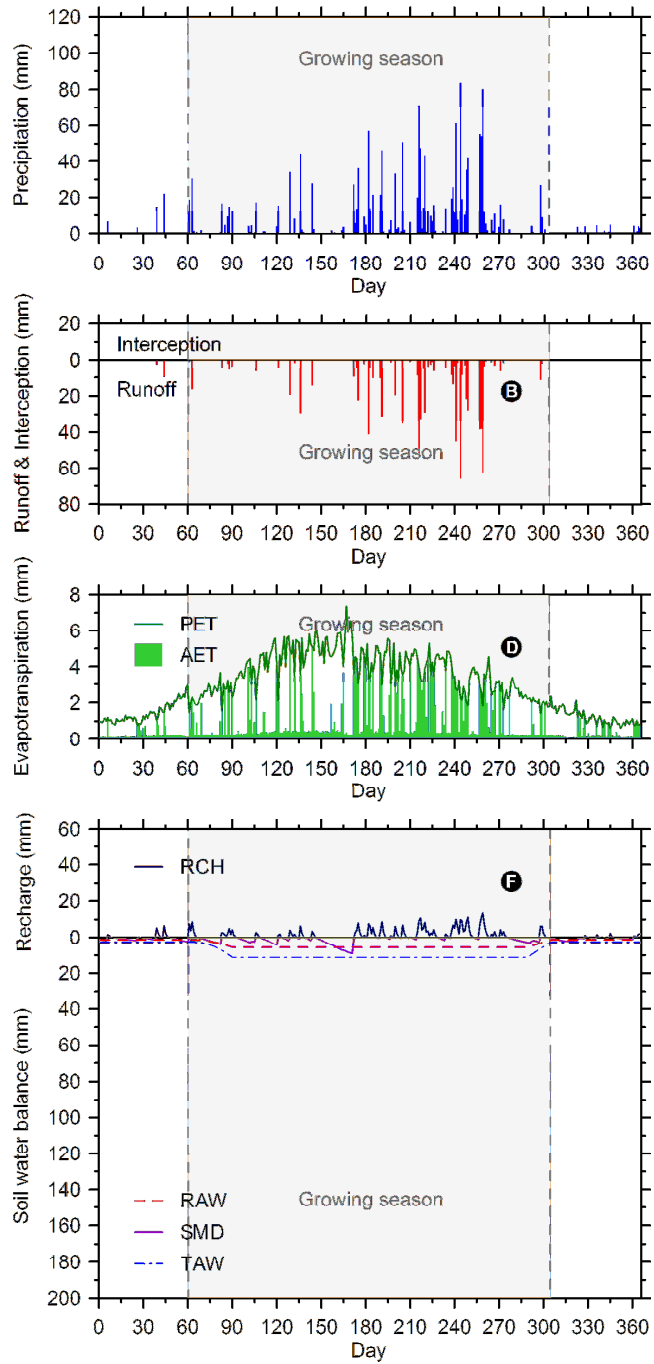 Precipitation (mm)
120
100
80
60
40
20
0
Growing season
0 30 60 90 120 150 180 210 240 270 300 330 360
Day
Runoff & Interception (mm)
20
0
20
40
60
80
Interception
Runoff
B
Growing season
0 30 60 90 120 150 180 210 240 270 300 330 360
Day
Evapotranspiration (mm)
8
6
4
2
0
PET
AET
Growing season
D
0 30 60 90 120 150 180 210 240 270 300 330 360
Day
Recharge (mm)
60
40
20
0
RCH
F
Soil water balance (mm)
20
40
60
80
100
120
140
160
180
200
RAW
SMD
TAW
Growing season
0 30 60 90 120 150 180 210 240 270 300 330 360
Day